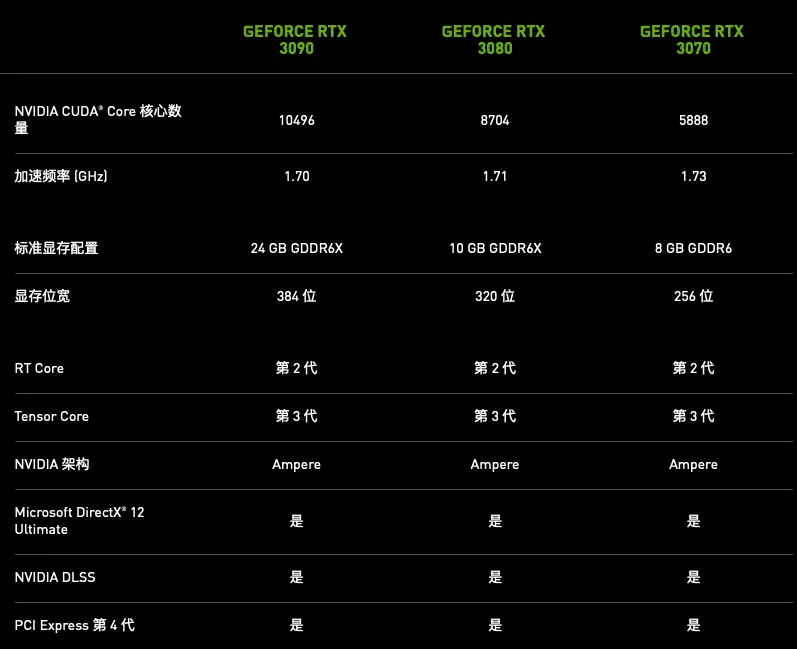 GEFORCE RTX 3090 GEFORCE RTX 3080 GEFORCE RTX 3070
NVIDIA CUDA® Core 核心数量 10496 8704 5888
加速频率 (GHz) 1.70 1.71 1.73
标准显存配置 24 GB GDDR6X 10 GB GDDR6X 8 GB GDDR6
显存位宽 384 位 320 位 256 位
RT Core 第 2 代 第 2 代 第 2 代
Tensor Core 第 3 代 第 3 代 第 3 代
NVIDIA 架构 Ampere Ampere Ampere
Microsoft DirectX® 12 Ultimate 是 是 是
NVIDIA DLSS 是 是 是
PCI Express 第 4 代 是 是 是